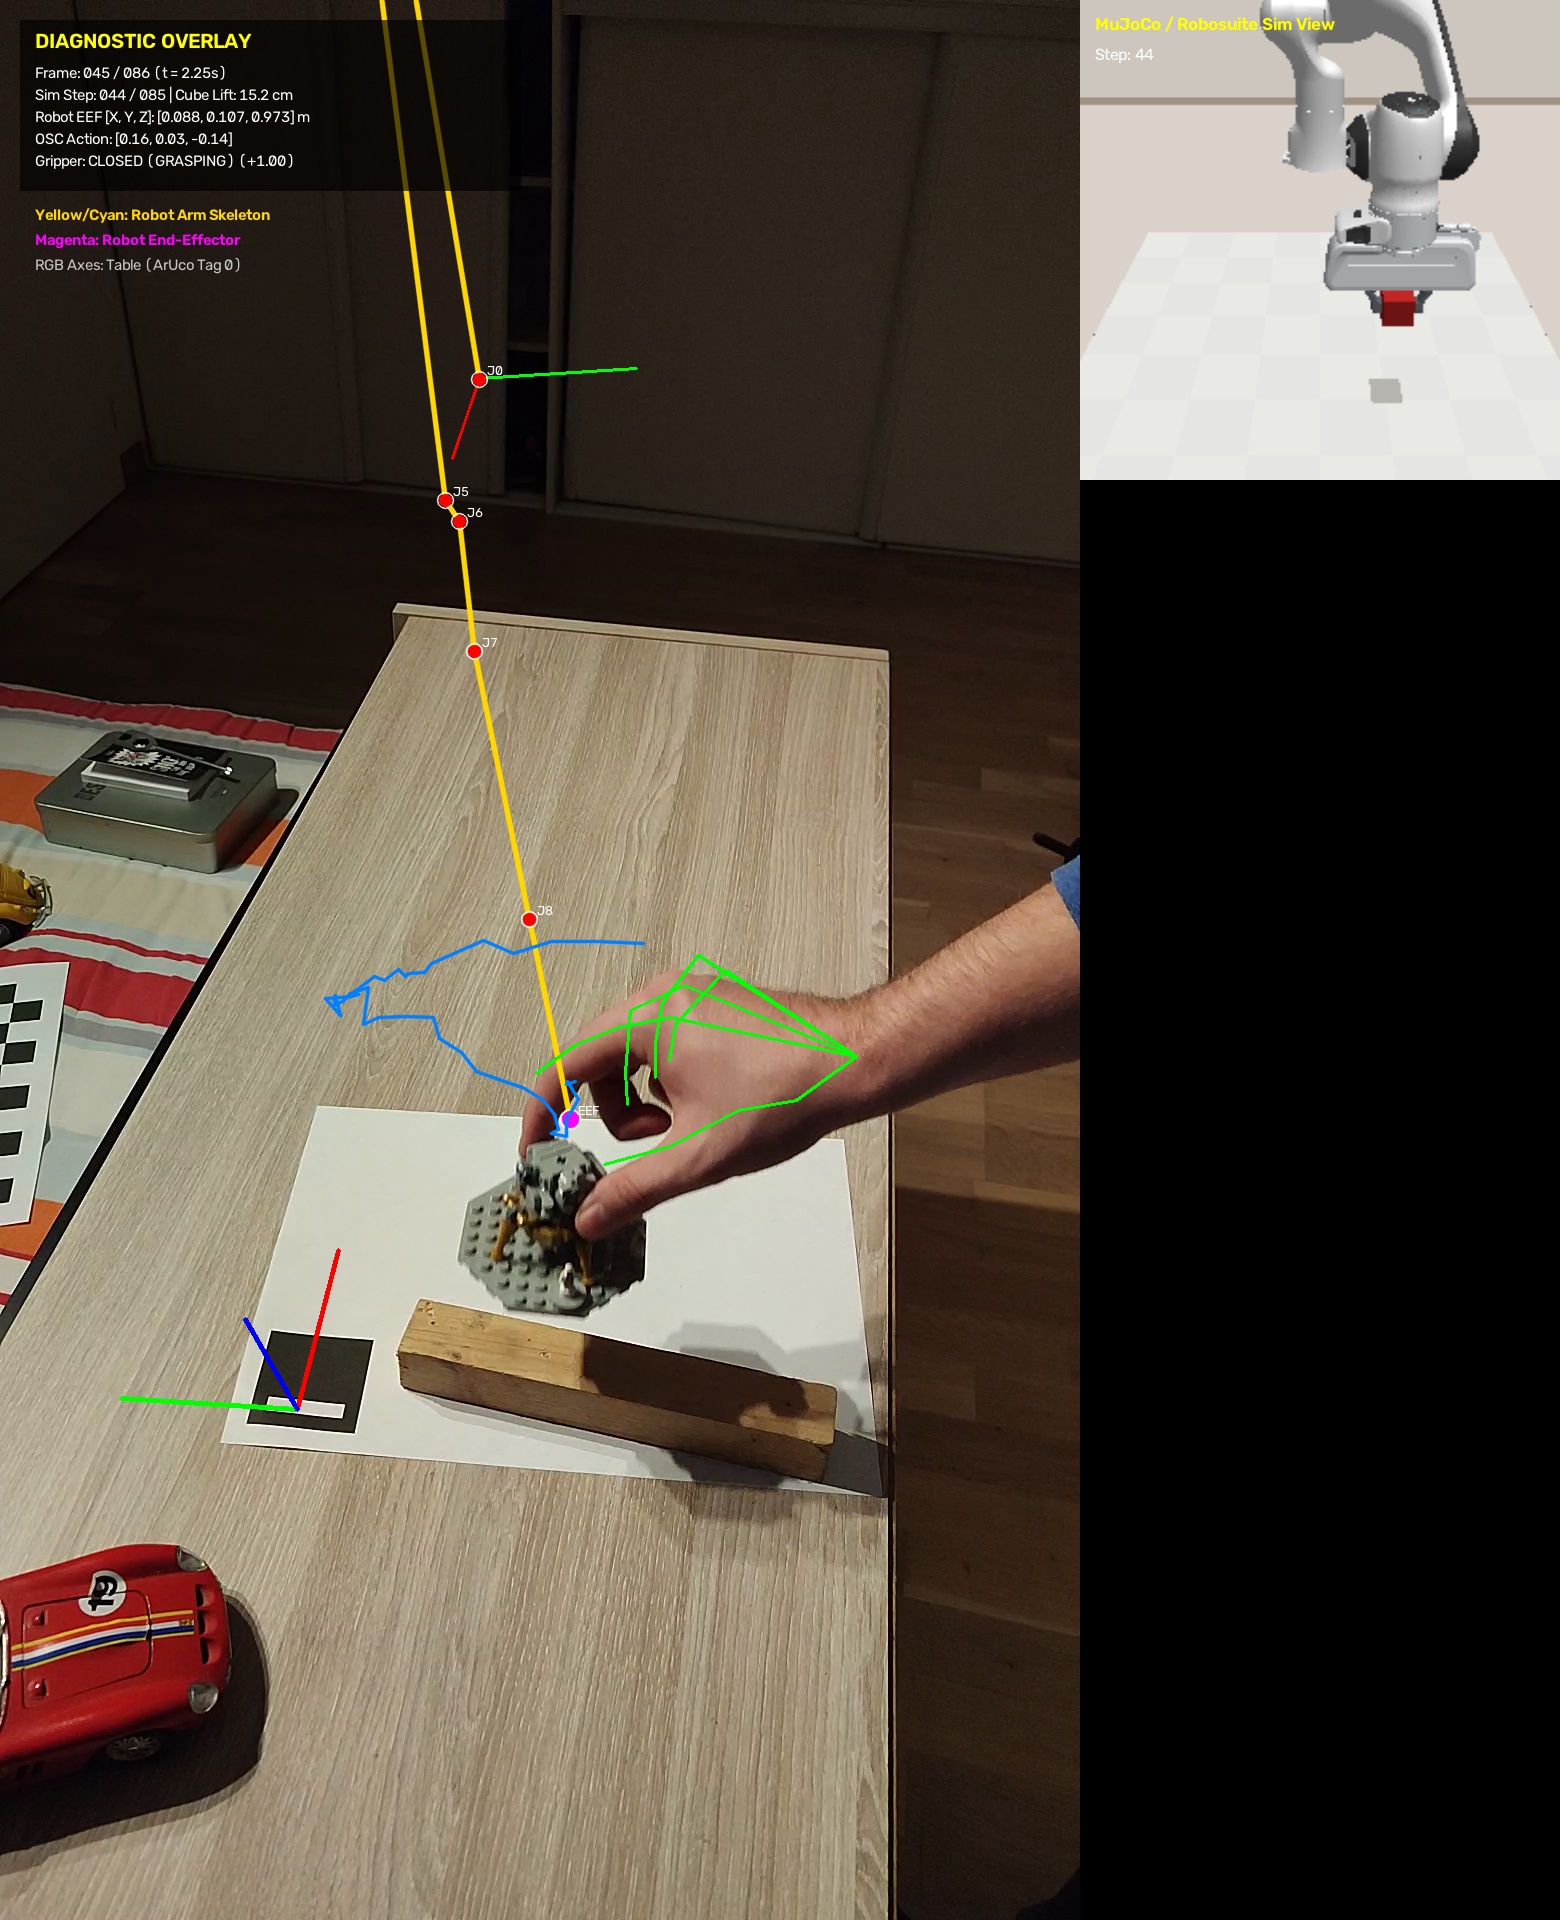 DIAGNOSTIC OVERLAY
Frame: 045 / 086 (t = 2.25s)
Sim Step: 044 / 085 | Cube Lift: 15.2 cm
Robot EEF [X, Y, Z]: [0.088, 0.107, 0.973] m
OSC Action: [0.16, 0.03, -0.14]
Gripper: CLOSED (GRASPING) (+1.00)
Yellow/Cyan: Robot Arm Skeleton
Magenta: Robot End-Effector
RGB Axes: Table (ArUco Tag 0)
MuJoCo / Robosuite Sim View
Step: 44
J0
J5
J6
J7
J8
EEF